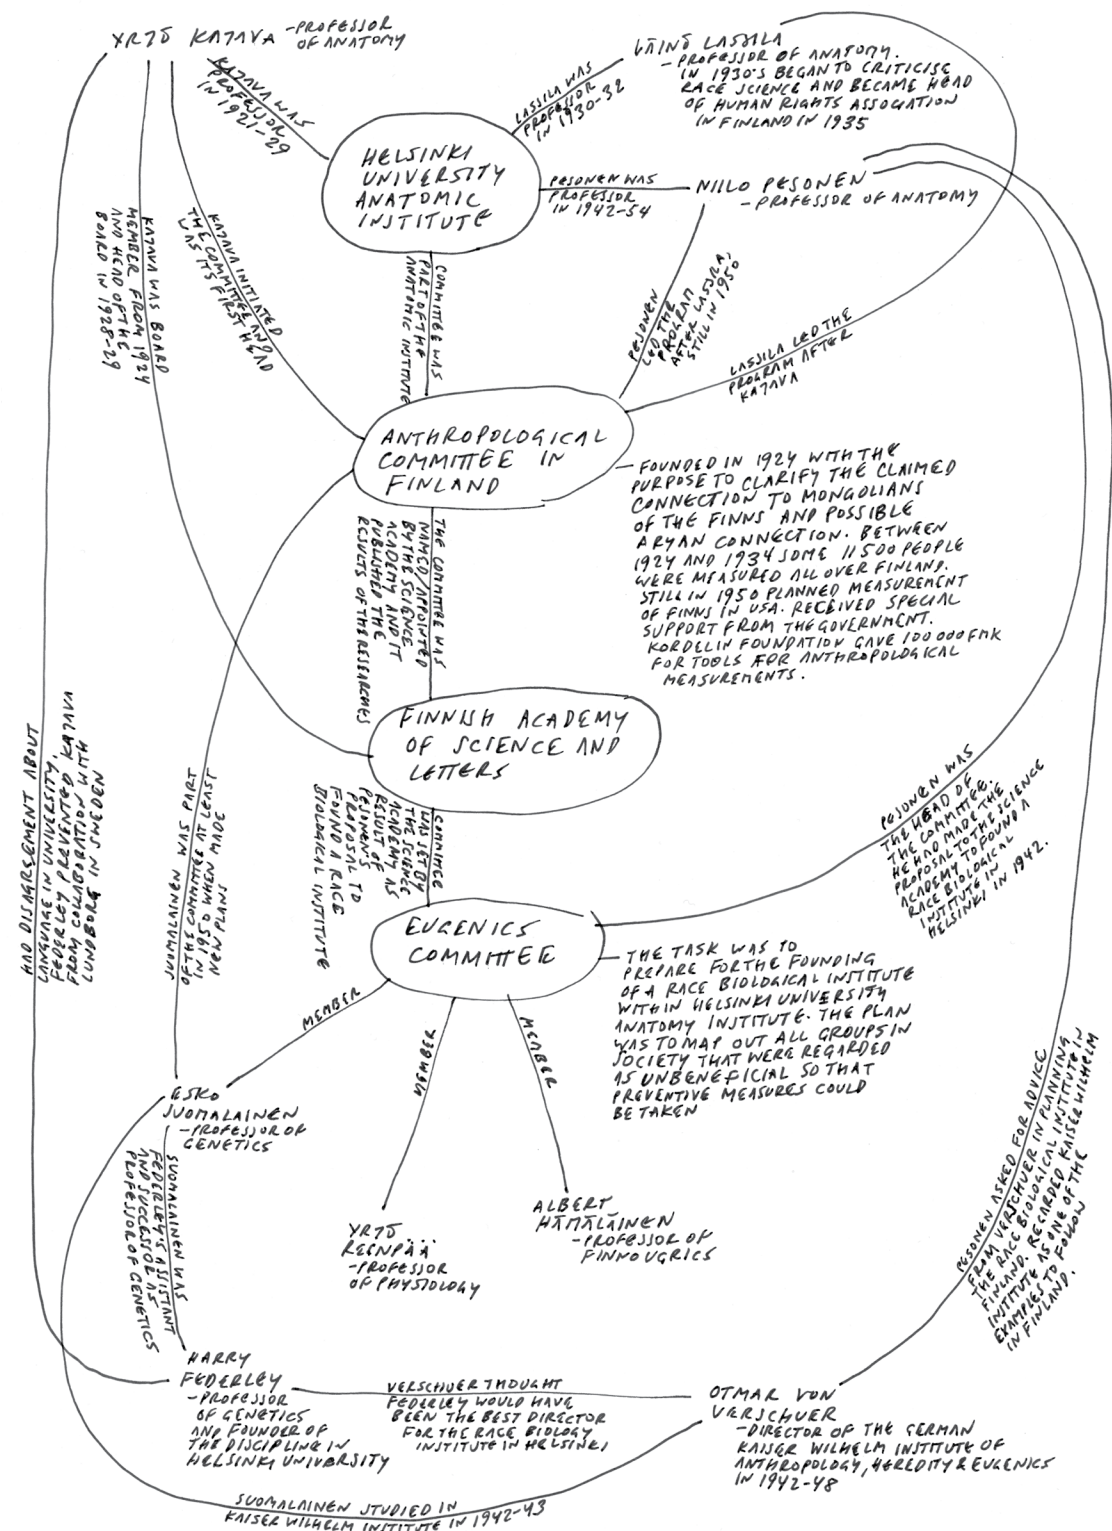 YRJÖ KAJAVA
-PROFESSOR
OF ANATOMY
KAJAVA WAS
PROFESSOR
IN 1921-29
LASSILA WAS
PROFESSOR
IN 1930-32
VÄINÖ LASSILA
-PROFESSOR OF ANATOMY.
IN 1930'S BEGAN TO CRITICISE
RACE SCIENCE AND BECAME HEAD
OF HUMAN RIGHTS ASSOCIATION
IN FINLAND IN 1935
HELSINKI
UNIVERSITY
ANATOMIC
INSTITUTE
PESONEN WAS
PROFESSOR
IN 1942-54
NIILO PESONEN
-PROFESSOR OF ANATOMY
KAJAVA WAS BOARD
MEMBER FROM 1924
AND HEAD OF THE
BOARD IN 1928-29
KAJAVA INITIATED
THE COMMITTEE AND
WAS ITS FIRST HEAD
COMMITTEE WAS
PART OF THE
ANATOMIC INSTITUTE
PESONEN
LED THE
PROGRAM
AFTER LASSILA,
STILL IN 1950
LASSILA LED THE
PROGRAM AFTER
KAJAVA
ANTHROPOLOGICAL
COMMITTEE IN
FINLAND
-FOUNDED IN 1924 WITH THE
PURPOSE TO CLARIFY THE CLAIMED
CONNECTION TO MONGOLIANS
OF THE FINNS AND POSSIBLE
ARYAN CONNECTION. BETWEEN
1924 AND 1934 SOME 11500 PEOPLE
WERE MEASURED ALL OVER FINLAND.
STILL IN 1950 PLANNED MEASUREMENT
OF FINNS IN USA. RECEIVED SPECIAL
SUPPORT FROM THE GOVERNMENT.
KORDELIN FOUNDATION GAVE 100 000 FMK
FOR TOOLS FOR ANTHROPOLOGICAL
MEASUREMENTS.
THE COMMITTEE WAS
NAMED/APPOINTED
BY THE SCIENCE
ACADEMY AND IT
PUBLISHED THE
RESULTS OF THE RESEARCHES
FINNISH ACADEMY
OF SCIENCE AND
LETTERS
HAD DISAGREEMENT ABOUT
LANGUAGE IN UNIVERSITY,
FEDERLEY PREVENTED KAJAVA
FROM COLLABORATION WITH
LUNDBORG IN SWEDEN
SUOMALAINEN WAS PART
OF THE COMMITTEE AT LEAST
IN 1950 WHEN MADE
NEW PLANS
COMMITTEE
WAS SET BY
THE SCIENCE
ACADEMY AS
RESULT OF
PESONEN'S
PROPOSAL TO
FOUND A RACE
BIOLOGICAL INSTITUTE
PESONEN WAS
THE HEAD OF
THE COMMITTEE.
HE HAD MADE THE
PROPOSAL TO THE SCIENCE
ACADEMY TO FOUND A
RACE BIOLOGICAL
INSTITUTE IN
HELSINKI IN 1942.
EUGENICS
COMMITTEE
-THE TASK WAS TO
PREPARE FOR THE FOUNDING
OF A RACE BIOLOGICAL INSTITUTE
WITHIN HELSINKI UNIVERSITY
ANATOMY INSTITUTE. THE PLAN
WAS TO MAP OUT ALL GROUPS IN
SOCIETY THAT WERE REGARDED
AS UNBENEFICIAL SO THAT
PREVENTIVE MEASURES COULD
BE TAKEN
MEMBER
MEMBER
MEMBER
ESKO
SUOMALAINEN
-PROFESSOR OF
GENETICS
SUOMALAINEN WAS
FEDERLEY'S ASSISTANT
AND SUCCESSOR AS
PROFESSOR OF GENETICS
YRJÖ
REENPÄÄ
-PROFESSOR
OF PHYSIOLOGY
ALBERT
HÄMÄLÄINEN
-PROFESSOR OF
FINNOUGRICS
PESONEN ASKED FOR ADVICE
FROM VERSCHUER IN PLANNING
THE RACE BIOLOGICAL INSTITUTE IN
FINLAND. REGARDED KAISER WILHELM
INSTITUTE AS ONE OF THE
EXAMPLES TO FOLLOW
IN FINLAND.
HARRY
FEDERLEY
-PROFESSOR
OF GENETICS
AND FOUNDER OF
THE DISCIPLINE IN
HELSINKI UNIVERSITY
VERSCHUER THOUGHT
FEDERLEY WOULD HAVE
BEEN THE BEST DIRECTOR
FOR THE RACE BIOLOGY
INSTITUTE IN HELSINKI
OTMAR VON
VERSCHUER
-DIRECTOR OF THE GERMAN
KAISER WILHELM INSTITUTE OF
ANTHROPOLOGY, HEREDITY & EUGENICS
IN 1942-48
SUOMALAINEN STUDIED IN
KAISER WILHELM INSTITUTE IN 1942-43